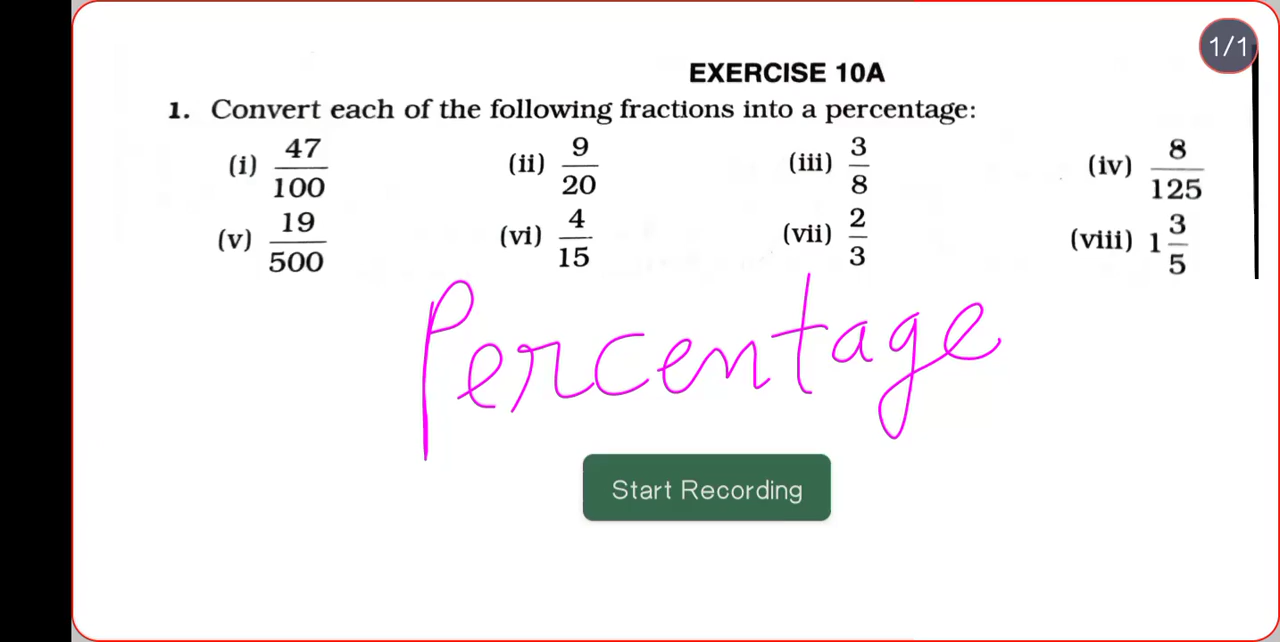 1/1
EXERCISE 10A
1. Convert each of the following fractions into a percentage:
(i) 47/100 (ii) 9/20 (iii) 3/8 (iv) 8/125
(v) 19/500 (vi) 4/15 (vii) 2/3 (viii) 1 3/5
Percentage
Start Recording